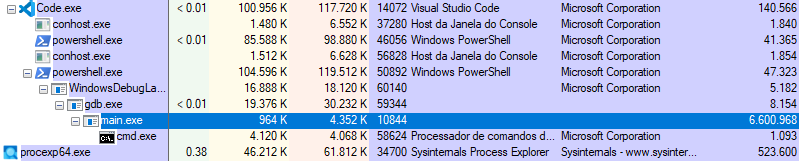 Code.exe < 0.01 100.956 K 117.720 K 14072 Visual Studio Code Microsoft Corporation 140.566
conhost.exe 1.480 K 6.552 K 37280 Host da Janela do Console Microsoft Corporation 1.840
powershell.exe < 0.01 85.588 K 98.880 K 46056 Windows PowerShell Microsoft Corporation 41.365
conhost.exe 1.512 K 6.628 K 56828 Host da Janela do Console Microsoft Corporation 1.854
powershell.exe 104.596 K 119.512 K 50892 Windows PowerShell Microsoft Corporation 47.323
WindowsDebugLa... 16.888 K 18.120 K 60140 5.182
gdb.exe < 0.01 19.376 K 30.232 K 59344 8.154
main.exe 964 K 4.352 K 10844 6.600.968
C:\. cmd.exe 4.120 K 4.068 K 58624 Processador de comandos d... Microsoft Corporation 1.093
procexp64.exe 0.38 46.212 K 61.812 K 34700 Sysinternals Process Explorer Sysinternals - www.sysinter... 523.600